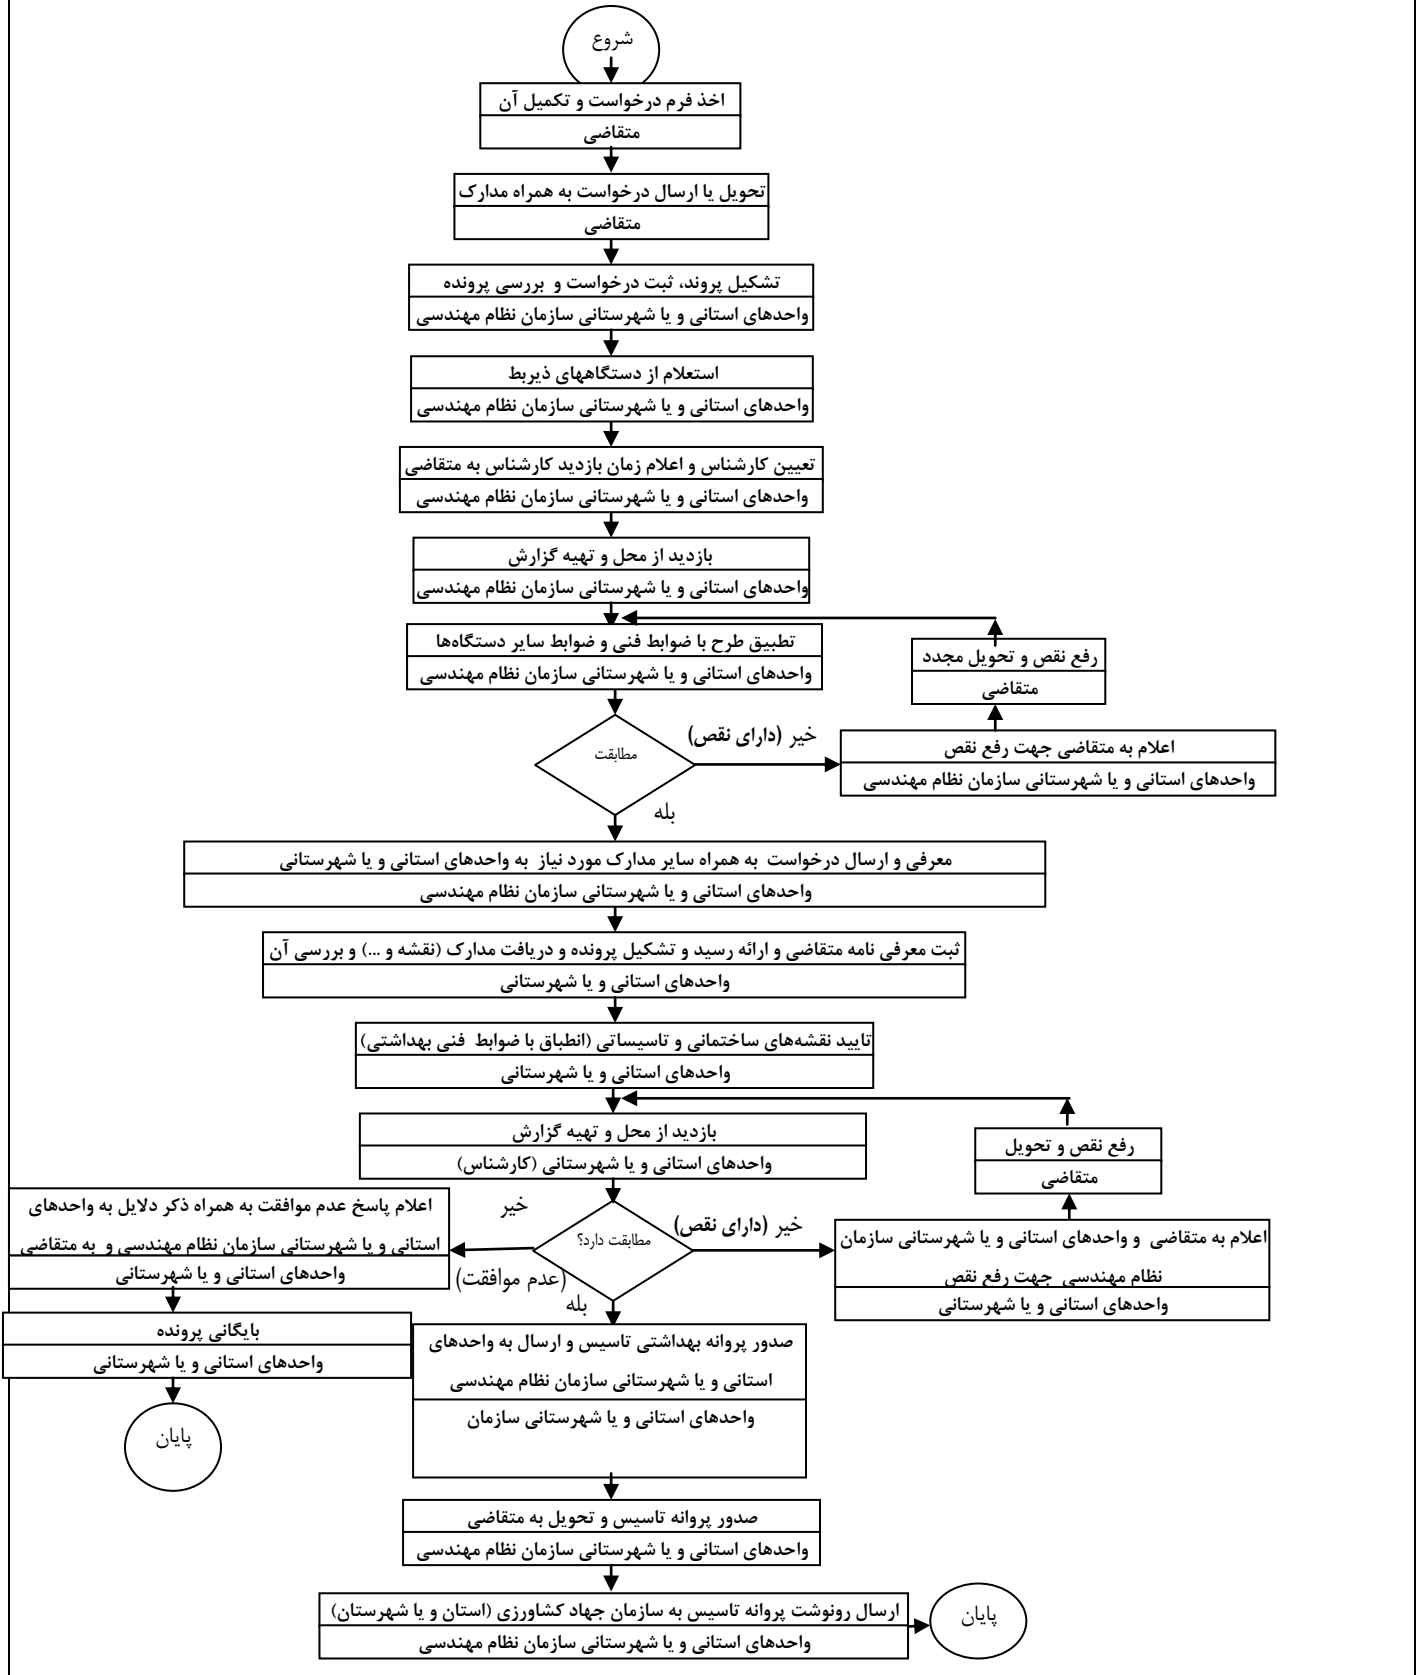 شروع
اخذ فرم درخواست و تکمیل آن
متقاضی
تحویل یا ارسال درخواست به همراه مدارک
متقاضی
تشکیل پروند، ثبت درخواست و بررسی پرونده
واحدهای استانی و یا شهرستانی سازمان نظام مهندسی
استعلام از دستگاههای ذیربط
واحدهای استانی و یا شهرستانی سازمان نظام مهندسی
تعیین کارشناس و اعلام زمان بازدید کارشناس به متقاضی
واحدهای استانی و یا شهرستانی سازمان نظام مهندسی
بازدید از محل و تهیه گزارش
واحدهای استانی و یا شهرستانی سازمان نظام مهندسی
تطبیق طرح با ضوابط فنی و ضوابط سایر دستگاه‌ها
واحدهای استانی و یا شهرستانی سازمان نظام مهندسی
رفع نقص و تحویل مجدد
متقاضی
مطابقت
خیر (دارای نقص)
اعلام به متقاضی جهت رفع نقص
واحدهای استانی و یا شهرستانی سازمان نظام مهندسی
بله
معرفی و ارسال درخواست به همراه سایر مدارک مورد نیاز به واحدهای استانی و یا شهرستانی
واحدهای استانی و یا شهرستانی سازمان نظام مهندسی
ثبت معرفی نامه متقاضی و ارائه رسید و تشکیل پرونده و دریافت مدارک (نقشه و ...) و بررسی آن
واحدهای استانی و یا شهرستانی
تایید نقشه‌های ساختمانی و تاسیساتی (انطباق با ضوابط فنی بهداشتی)
واحدهای استانی و یا شهرستانی
بازدید از محل و تهیه گزارش
واحدهای استانی و یا شهرستانی (کارشناس)
رفع نقص و تحویل
متقاضی
مطابقت دارد؟
خیر (دارای نقص)
اعلام به متقاضی و واحدهای استانی و یا شهرستانی سازمان
نظام مهندسی جهت رفع نقص
واحدهای استانی و یا شهرستانی
خیر
(عدم موافقت)
اعلام پاسخ عدم موافقت به همراه ذکر دلایل به واحدهای
استانی و یا شهرستانی سازمان نظام مهندسی و به متقاضی
واحدهای استانی و یا شهرستانی
بایگانی پرونده
واحدهای استانی و یا شهرستانی
پایان
بله
صدور پروانه بهداشتی تاسیس و ارسال به واحدهای
استانی و یا شهرستانی سازمان نظام مهندسی
واحدهای استانی و یا شهرستانی سازمان
صدور پروانه تاسیس و تحویل به متقاضی
واحدهای استانی و یا شهرستانی سازمان نظام مهندسی
ارسال رونوشت پروانه تاسیس به سازمان جهاد کشاورزی (استان و یا شهرستان)
واحدهای استانی و یا شهرستانی سازمان نظام مهندسی
پایان